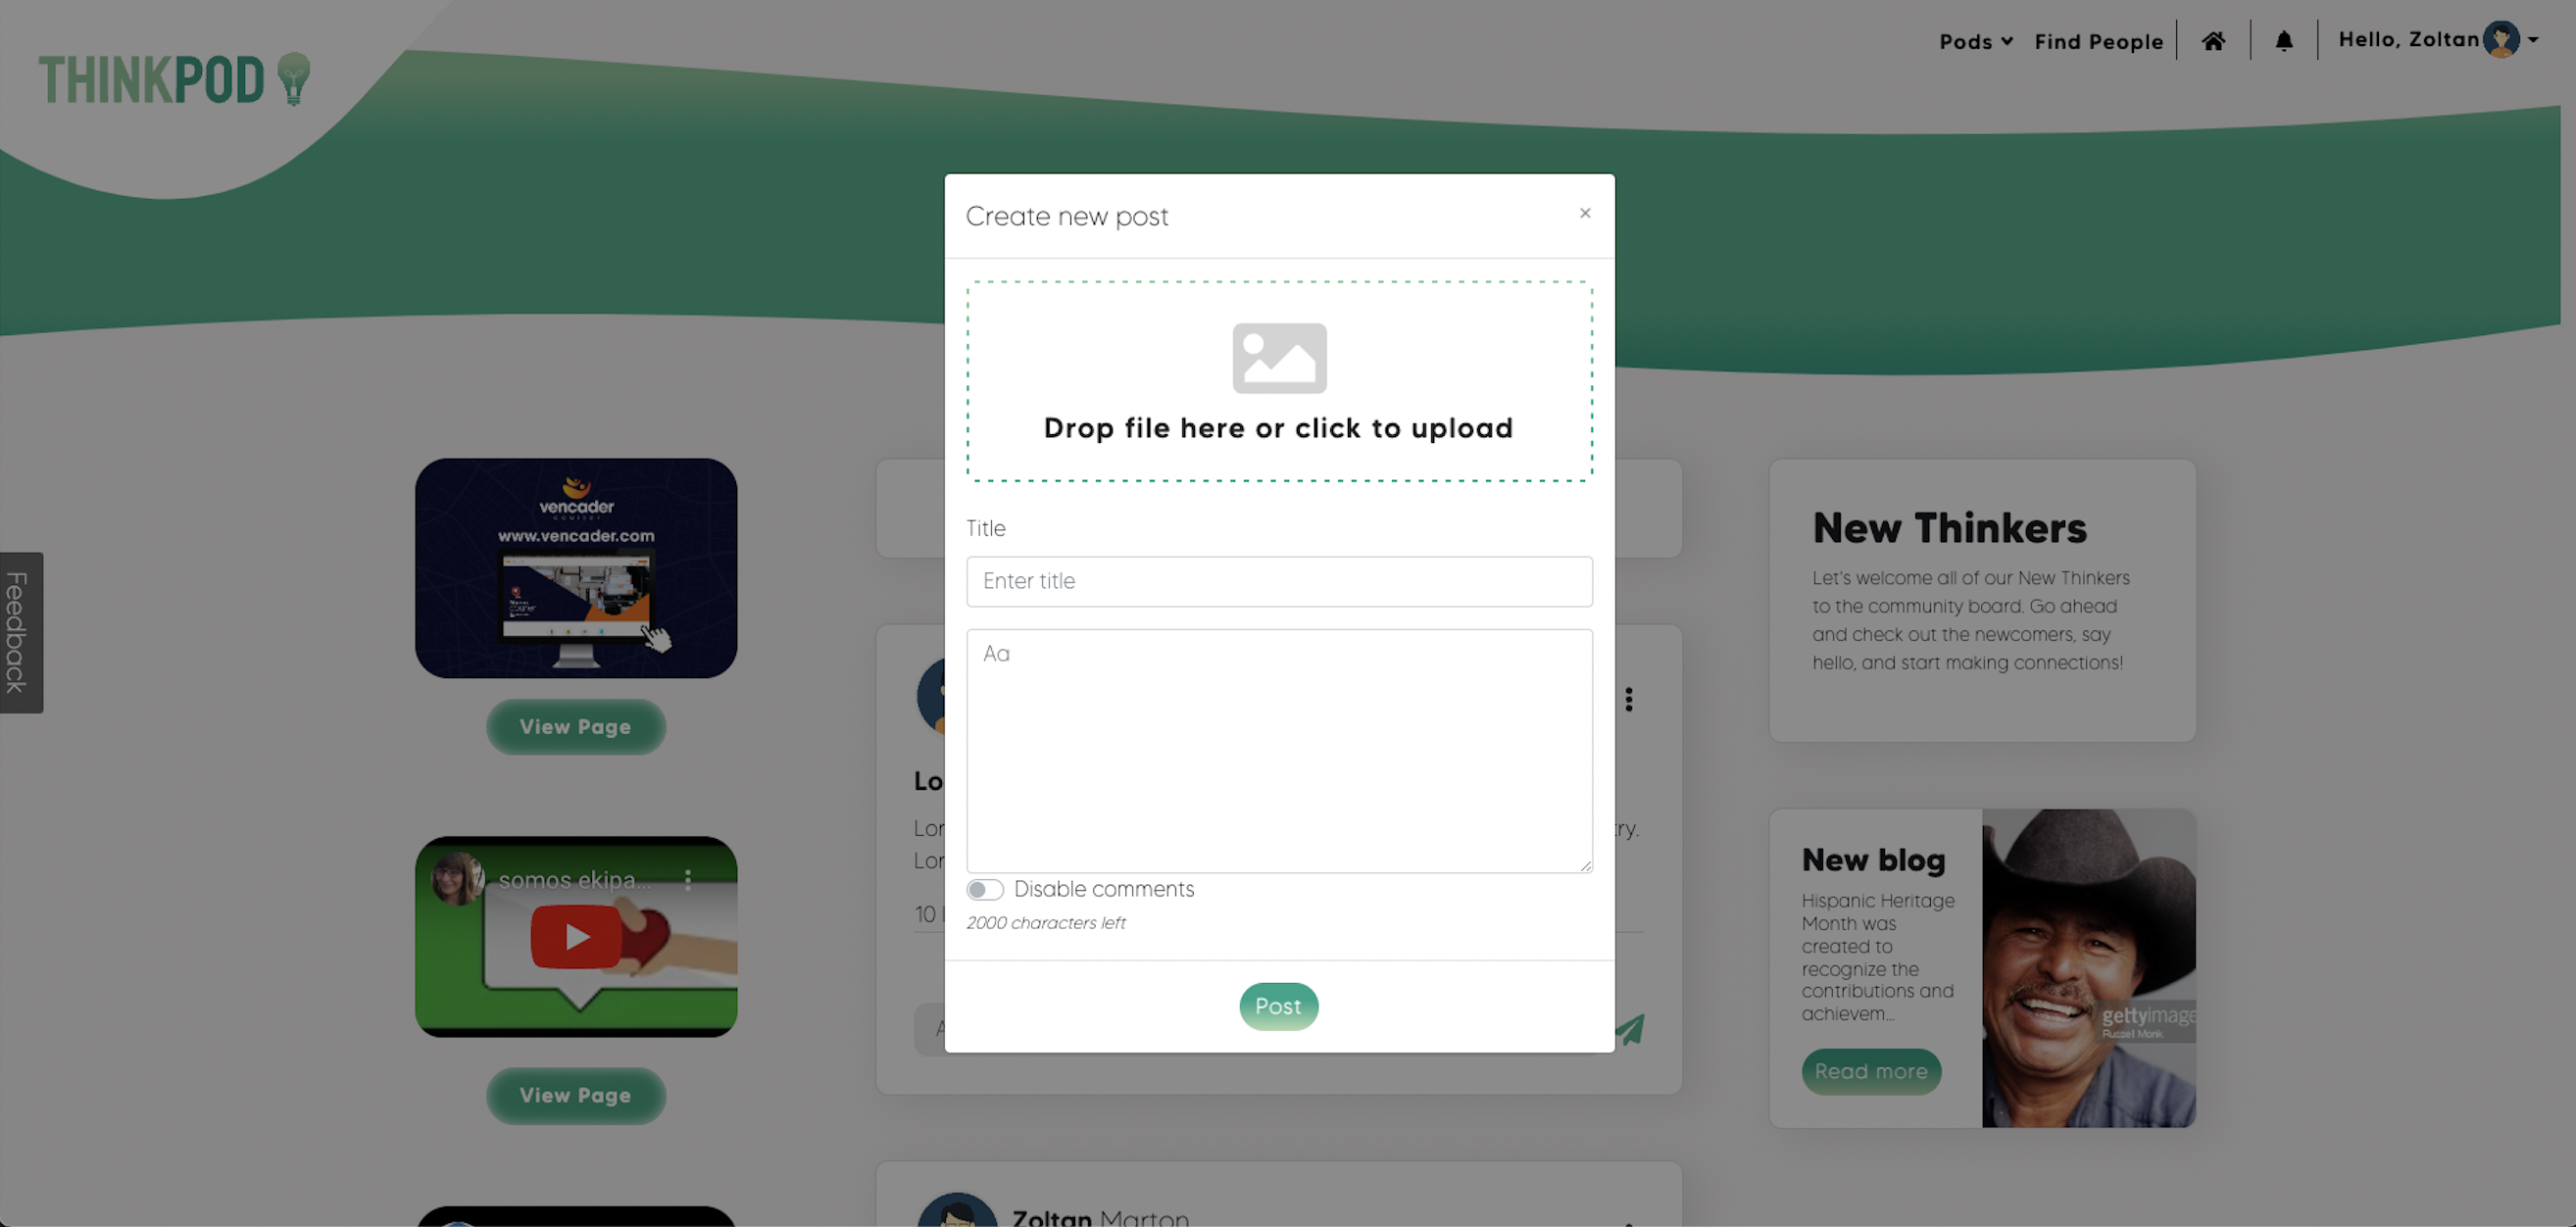 THINKPOD
Pods
Find People
Hello, Zoltan
Create new post
×
Drop file here or click to upload
Title
Enter title
Aa
Disable comments
2000 characters left
Post
Feedback
vencader
www.vencader.com
View Page
somos ekipa...
View Page
Lo
Lor
ry.
Lor
10
A
Zoltan Marton
New Thinkers
Let's welcome all of our New Thinkers
to the community board. Go ahead
and check out the newcomers, say
hello, and start making connections!
New blog
Hispanic Heritage
Month was
created to
recognize the
contributions and
achievem...
Read more
gettyimage
Russell Monk